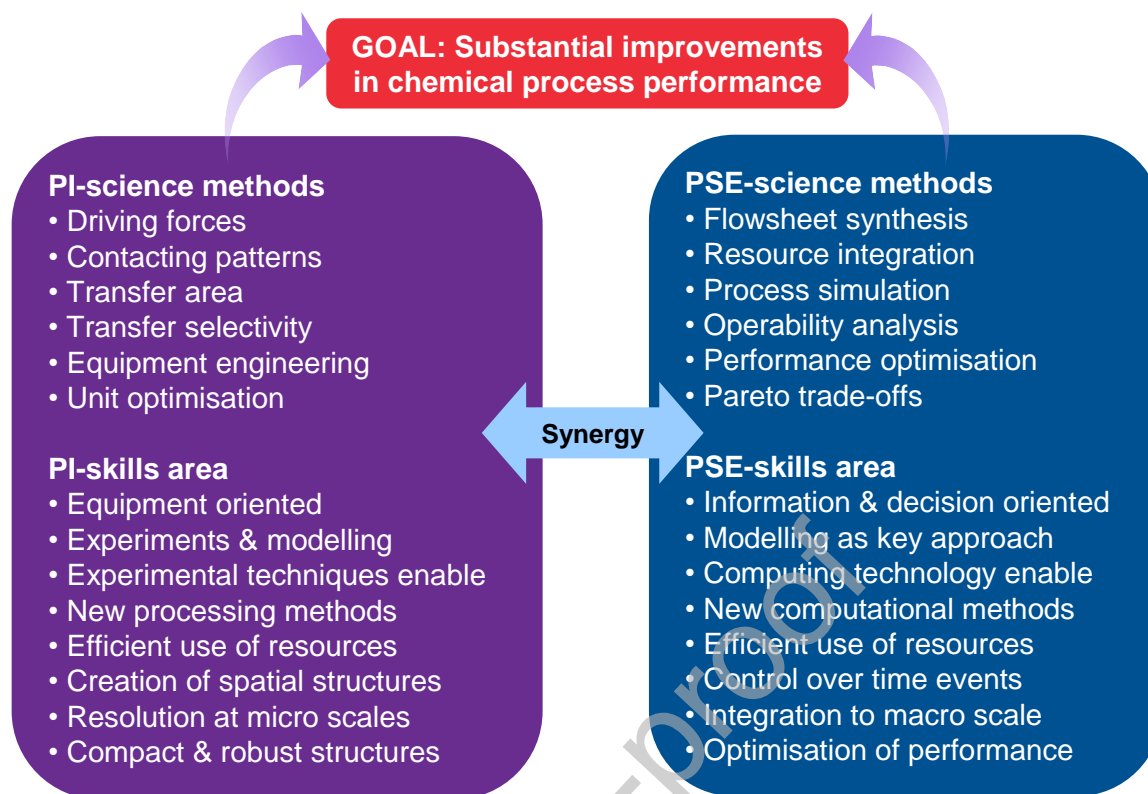 GOAL: Substantial improvements
in chemical process performance
PI-science methods
• Driving forces
• Contacting patterns
• Transfer area
• Transfer selectivity
• Equipment engineering
• Unit optimisation
PI-skills area
• Equipment oriented
• Experiments & modelling
• Experimental techniques enable
• New processing methods
• Efficient use of resources
• Creation of spatial structures
• Resolution at micro scales
• Compact & robust structures
Synergy
PSE-science methods
• Flowsheet synthesis
• Resource integration
• Process simulation
• Operability analysis
• Performance optimisation
• Pareto trade-offs
PSE-skills area
• Information & decision oriented
• Modelling as key approach
• Computing technology enable
• New computational methods
• Efficient use of resources
• Control over time events
• Integration to macro scale
• Optimisation of performance
-proof